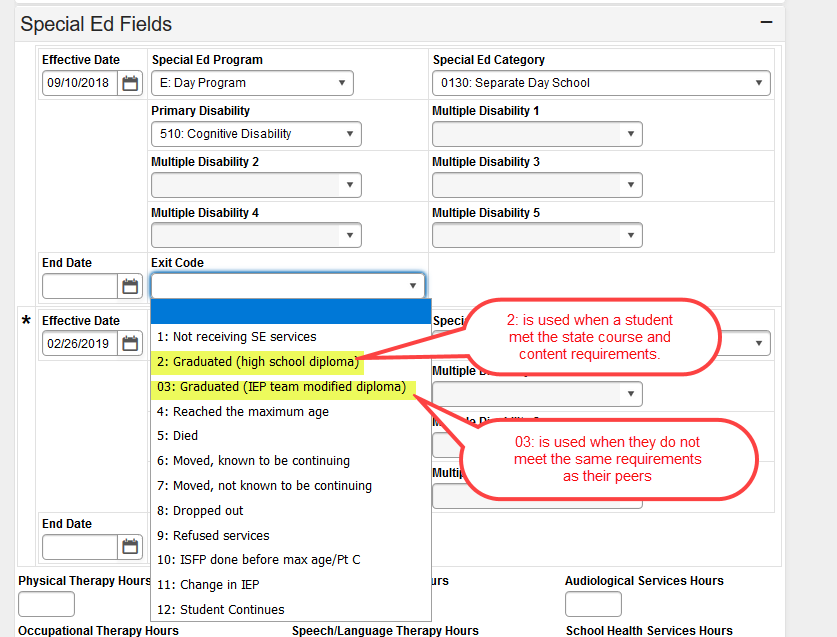 Special Ed Fields
Effective Date Special Ed Program Special Ed Category
09/10/2018 E: Day Program 0130: Separate Day School
Primary Disability Multiple Disability 1
510: Cognitive Disability
Multiple Disability 2 Multiple Disability 3
Multiple Disability 4 Multiple Disability 5
End Date Exit Code
* Effective Date Speci
02/26/2019
1: Not receiving SE services
2: Graduated (high school diploma)
03: Graduated (IEP team modified diploma)
4: Reached the maximum age
5: Died
6: Moved, known to be continuing
7: Moved, not known to be continuing
8: Dropped out
9: Refused services
10: ISFP done before max age/Pt C
11: Change in IEP
12: Student Continues
2: is used when a student
met the state course and
content requirements.
Multiple D
03: is used when they do not
meet the same requirements
as their peers
Multip
End Date
Physical Therapy Hours urs Audiological Services Hours
Occupational Therapy Hours Speech/Language Therapy Hours School Health Services Hours